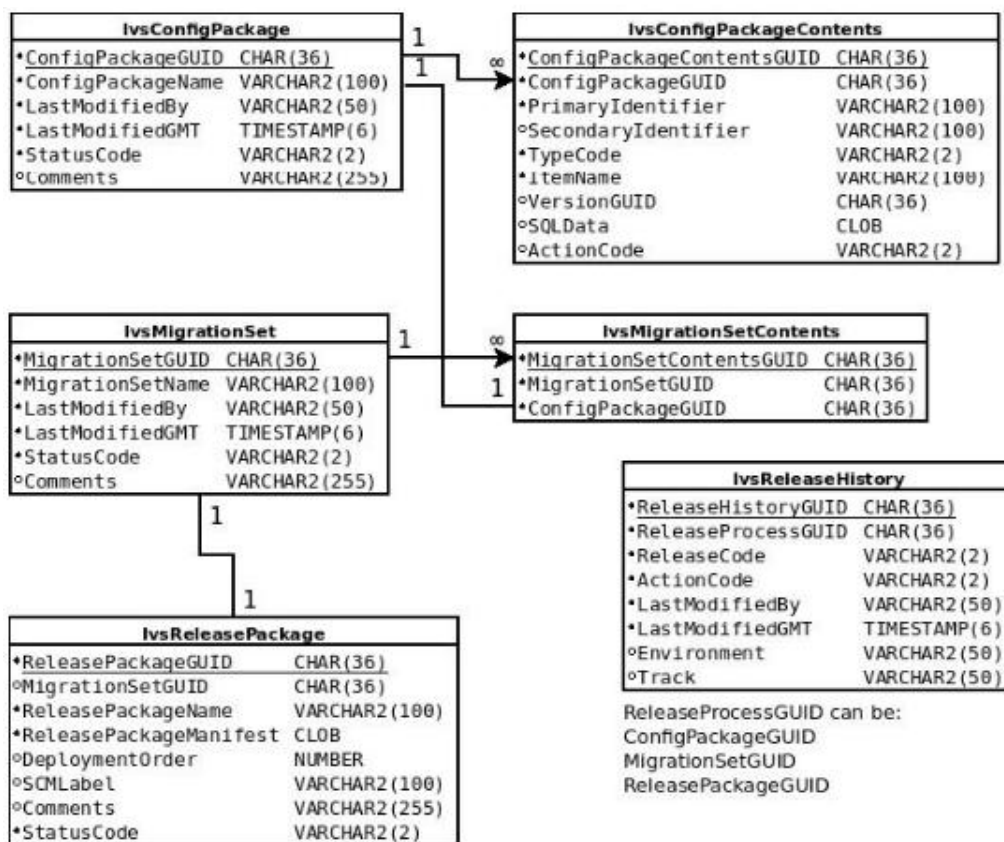 IvsConfigPackage
ConfigPackageGUID CHAR(36)
ConfigPackageName VARCHAR2(100)
LastModifiedBy VARCHAR2(50)
LastModifiedGMT TIMESTAMP(6)
StatusCode VARCHAR2(2)
Comments VARCHAR2(255)
1
1
∞
IvsConfigPackageContents
ConfigPackageContentsGUID CHAR(36)
ConfigPackageGUID CHAR(36)
PrimaryIdentifier VARCHAR2(100)
SecondaryIdentifier VARCHAR2(100)
TypeCode VARCHAR2(2)
ItemName VARCHAR2(100)
VersionGUID CHAR(36)
SQLData CLOB
ActionCode VARCHAR2(2)
IvsMigrationSet
MigrationSetGUID CHAR(36)
MigrationSetName VARCHAR2(100)
LastModifiedBy VARCHAR2(50)
LastModifiedGMT TIMESTAMP(6)
StatusCode VARCHAR2(2)
Comments VARCHAR2(255)
1
∞
1
IvsMigrationSetContents
MigrationSetContentsGUID CHAR(36)
MigrationSetGUID CHAR(36)
ConfigPackageGUID CHAR(36)
1
1
IvsReleasePackage
ReleasePackageGUID CHAR(36)
MigrationSetGUID CHAR(36)
ReleasePackageName VARCHAR2(100)
ReleasePackageManifest CLOB
DeploymentOrder NUMBER
SCMLabel VARCHAR2(100)
Comments VARCHAR2(255)
StatusCode VARCHAR2(2)
IvsReleaseHistory
ReleaseHistoryGUID CHAR(36)
ReleaseProcessGUID CHAR(36)
ReleaseCode VARCHAR2(2)
ActionCode VARCHAR2(2)
LastModifiedBy VARCHAR2(50)
LastModifiedGMT TIMESTAMP(6)
Environment VARCHAR2(50)
Track VARCHAR2(50)
ReleaseProcessGUID can be:
ConfigPackageGUID
MigrationSetGUID
ReleasePackageGUID